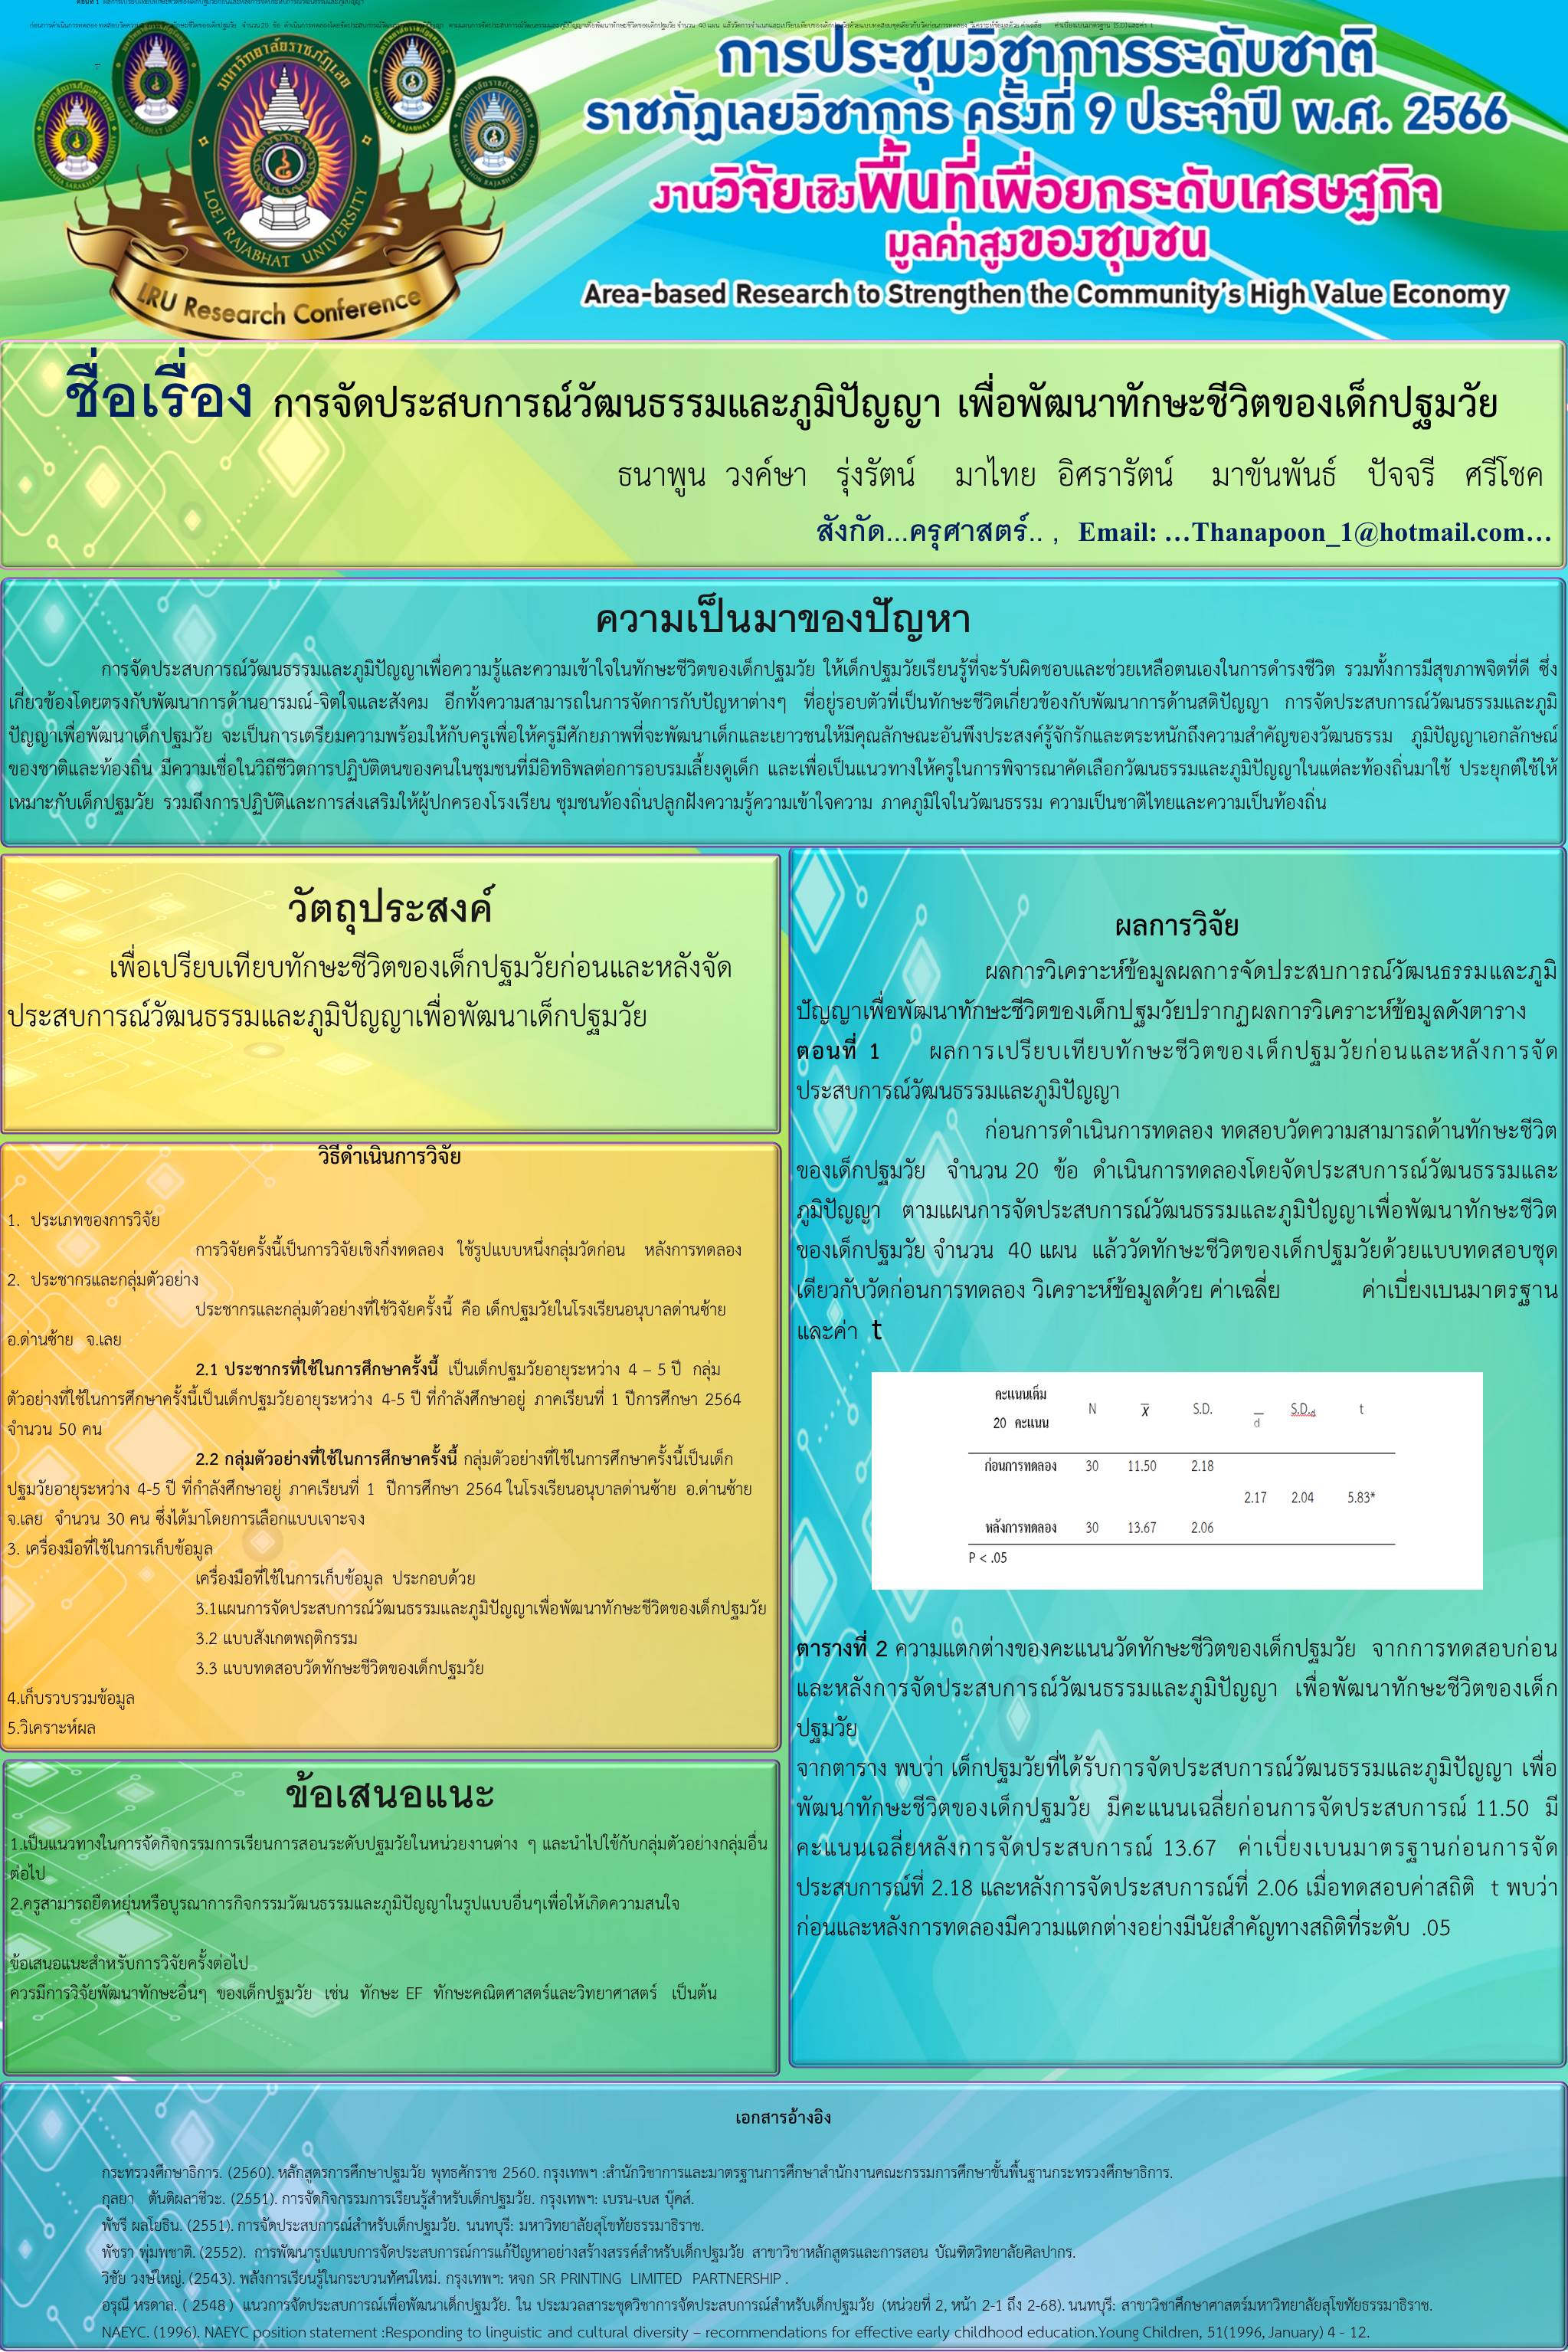 การประชุมวิชาการระดับชาติ
ราชภัฏเลยวิชาการ ครั้งที่ 9 ประจำปี พ.ศ. 2566
งานวิจัยเชิงพื้นที่เพื่อยกระดับเศรษฐกิจ
มูลค่าสูงของชุมชน
Area-based Research to Strengthen the Community's High Value Economy
มหาวิทยาลัยราชภัฏเลย
LOEI RAJABHAT UNIVERSITY
LRU Research Conference
ชื่อเรื่อง การจัดประสบการณ์วัฒนธรรมและภูมิปัญญา เพื่อพัฒนาทักษะชีวิตของเด็กปฐมวัย
ธนาพูน วงค์ษา รุ่งรัตน์ มาไทย อิศรารัตน์ มาขันพันธ์ ปัจจรี ศรีโชค
สังกัด...ครุศาสตร์.. , Email: ...Thanapoon_1@hotmail.com...
ความเป็นมาของปัญหา
การจัดประสบการณ์วัฒนธรรมและภูมิปัญญาเพื่อความรู้และความเข้าใจในทักษะชีวิตของเด็กปฐมวัย ให้เด็กปฐมวัยเรียนรู้ที่จะรับผิดชอบและช่วยเหลือตนเองในการดำรงชีวิต รวมทั้งการมีสุขภาพจิตที่ดี ซึ่ง
เกี่ยวข้องโดยตรงกับพัฒนาการด้านอารมณ์-จิตใจและสังคม อีกทั้งความสามารถในการจัดการกับปัญหาต่างๆ ที่อยู่รอบตัวที่เป็นทักษะชีวิตเกี่ยวข้องกับพัฒนาการด้านสติปัญญา การจัดประสบการณ์วัฒนธรรมและภูมิ
ปัญญาเพื่อพัฒนาเด็กปฐมวัย จะเป็นการเตรียมความพร้อมให้กับครูเพื่อให้ครูมีศักยภาพที่จะพัฒนาเด็กและเยาวชนให้มีคุณลักษณะอันพึงประสงค์รู้จักรักและตระหนักถึงความสำคัญของวัฒนธรรม ภูมิปัญญาเอกลักษณ์
ของชาติและท้องถิ่น มีความเชื่อในวิถีชีวิตการปฏิบัติตนของคนในชุมชนที่มีอิทธิพลต่อการอบรมเลี้ยงดูเด็ก และเพื่อเป็นแนวทางให้ครูในการพิจารณาคัดเลือกวัฒนธรรมและภูมิปัญญาในแต่ละท้องถิ่นมาใช้ ประยุกต์ใช้ให้
เหมาะกับเด็กปฐมวัย รวมถึงการปฏิบัติและการส่งเสริมให้ผู้ปกครองโรงเรียน ชุมชนท้องถิ่นปลูกฝังความรู้ความเข้าใจความ ภาคภูมิใจในวัฒนธรรม ความเป็นชาติไทยและความเป็นท้องถิ่น
วัตถุประสงค์
เพื่อเปรียบเทียบทักษะชีวิตของเด็กปฐมวัยก่อนและหลังจัด
ประสบการณ์วัฒนธรรมและภูมิปัญญาเพื่อพัฒนาเด็กปฐมวัย
วิธีดำเนินการวิจัย
1. ประเภทของการวิจัย
การวิจัยครั้งนี้เป็นการวิจัยเชิงกึ่งทดลอง ใช้รูปแบบหนึ่งกลุ่มวัดก่อน หลังการทดลอง
2. ประชากรและกลุ่มตัวอย่าง
ประชากรและกลุ่มตัวอย่างที่ใช้วิจัยครั้งนี้ คือ เด็กปฐมวัยในโรงเรียนอนุบาลด่านซ้าย
อ.ด่านซ้าย จ.เลย
2.1 ประชากรที่ใช้ในการศึกษาครั้งนี้ เป็นเด็กปฐมวัยอายุระหว่าง 4 – 5 ปี กลุ่ม
ตัวอย่างที่ใช้ในการศึกษาครั้งนี้เป็นเด็กปฐมวัยอายุระหว่าง 4-5 ปี ที่กำลังศึกษาอยู่ ภาคเรียนที่ 1 ปีการศึกษา 2564
จำนวน 50 คน
2.2 กลุ่มตัวอย่างที่ใช้ในการศึกษาครั้งนี้ กลุ่มตัวอย่างที่ใช้ในการศึกษาครั้งนี้เป็นเด็ก
ปฐมวัยอายุระหว่าง 4-5 ปี ที่กำลังศึกษาอยู่ ภาคเรียนที่ 1 ปีการศึกษา 2564 ในโรงเรียนอนุบาลด่านซ้าย อ.ด่านซ้าย
จ.เลย จำนวน 30 คน ซึ่งได้มาโดยการเลือกแบบเจาะจง
3. เครื่องมือที่ใช้ในการเก็บข้อมูล
เครื่องมือที่ใช้ในการเก็บข้อมูล ประกอบด้วย
3.1แผนการจัดประสบการณ์วัฒนธรรมและภูมิปัญญาเพื่อพัฒนาทักษะชีวิตของเด็กปฐมวัย
3.2 แบบสังเกตพฤติกรรม
3.3 แบบทดสอบวัดทักษะชีวิตของเด็กปฐมวัย
4.เก็บรวบรวมข้อมูล
5.วิเคราะห์ผล
ข้อเสนอแนะ
1.เป็นแนวทางในการจัดกิจกรรมการเรียนการสอนระดับปฐมวัยในหน่วยงานต่าง ๆ และนำไปใช้กับกลุ่มตัวอย่างกลุ่มอื่น
ต่อไป
2.ครูสามารถยืดหยุ่นหรือบูรณาการกิจกรรมวัฒนธรรมและภูมิปัญญาในรูปแบบอื่นๆเพื่อให้เกิดความสนใจ
ข้อเสนอแนะสำหรับการวิจัยครั้งต่อไป
ควรมีการวิจัยพัฒนาทักษะอื่นๆ ของเด็กปฐมวัย เช่น ทักษะ EF ทักษะคณิตศาสตร์และวิทยาศาสตร์ เป็นต้น
ผลการวิจัย
ผลการวิเคราะห์ข้อมูลผลการจัดประสบการณ์วัฒนธรรมและภูมิ
ปัญญาเพื่อพัฒนาทักษะชีวิตของเด็กปฐมวัยปรากฏผลการวิเคราะห์ข้อมูลดังตาราง
ตอนที่ 1 ผลการเปรียบเทียบทักษะชีวิตของเด็กปฐมวัยก่อนและหลังการจัด
ประสบการณ์วัฒนธรรมและภูมิปัญญา
ก่อนการดำเนินการทดลอง ทดสอบวัดความสามารถด้านทักษะชีวิต
ของเด็กปฐมวัย จำนวน 20 ข้อ ดำเนินการทดลองโดยจัดประสบการณ์วัฒนธรรมและ
ภูมิปัญญา ตามแผนการจัดประสบการณ์วัฒนธรรมและภูมิปัญญาเพื่อพัฒนาทักษะชีวิต
ของเด็กปฐมวัย จำนวน 40 แผน แล้ววัดทักษะชีวิตของเด็กปฐมวัยด้วยแบบทดสอบชุด
เดียวกับวัดก่อนการทดลอง วิเคราะห์ข้อมูลด้วย ค่าเฉลี่ย ค่าเบี่ยงเบนมาตรฐาน
และค่า t
คะแนนเต็ม
20 คะแนน N x̄ S.D. d̄ S.D.d t
ก่อนการทดลอง 30 11.50 2.18
2.17 2.04 5.83*
หลังการทดลอง 30 13.67 2.06
P < .05
ตารางที่ 2 ความแตกต่างของคะแนนวัดทักษะชีวิตของเด็กปฐมวัย จากการทดสอบก่อน
และหลังการจัดประสบการณ์วัฒนธรรมและภูมิปัญญา เพื่อพัฒนาทักษะชีวิตของเด็ก
ปฐมวัย
จากตาราง พบว่า เด็กปฐมวัยที่ได้รับการจัดประสบการณ์วัฒนธรรมและภูมิปัญญา เพื่อ
พัฒนาทักษะชีวิตของเด็กปฐมวัย มีคะแนนเฉลี่ยก่อนการจัดประสบการณ์ 11.50 มี
คะแนนเฉลี่ยหลังการจัดประสบการณ์ 13.67 ค่าเบี่ยงเบนมาตรฐานก่อนการจัด
ประสบการณ์ที่ 2.18 และหลังการจัดประสบการณ์ที่ 2.06 เมื่อทดสอบค่าสถิติ t พบว่า
ก่อนและหลังการทดลองมีความแตกต่างอย่างมีนัยสำคัญทางสถิติที่ระดับ .05
เอกสารอ้างอิง
กระทรวงศึกษาธิการ. (2560). หลักสูตรการศึกษาปฐมวัย พุทธศักราช 2560. กรุงเทพฯ :สำนักวิชาการและมาตรฐานการศึกษาสำนักงานคณะกรรมการศึกษาขั้นพื้นฐานกระทรวงศึกษาธิการ.
กุลยา ตันติผลาชีวะ. (2551). การจัดกิจกรรมการเรียนรู้สำหรับเด็กปฐมวัย. กรุงเทพฯ: เบรน-เบส บุ๊คส์.
พัชรี ผลโยธิน. (2551). การจัดประสบการณ์สำหรับเด็กปฐมวัย. นนทบุรี: มหาวิทยาลัยสุโขทัยธรรมาธิราช.
พัชรา พุ่มพชาติ. (2552). การพัฒนารูปแบบการจัดประสบการณ์การแก้ปัญหาอย่างสร้างสรรค์สำหรับเด็กปฐมวัย สาขาวิชาหลักสูตรและการสอน บัณฑิตวิทยาลัยศิลปากร.
วิชัย วงษ์ใหญ่. (2543). พลังการเรียนรู้ในกระบวนทัศน์ใหม่. กรุงเทพฯ: หจก SR PRINTING LIMITED PARTNERSHIP .
อรุณี หรดาล. ( 2548 ) แนวการจัดประสบการณ์เพื่อพัฒนาเด็กปฐมวัย. ใน ประมวลสาระชุดวิชาการจัดประสบการณ์สำหรับเด็กปฐมวัย (หน่วยที่ 2, หน้า 2-1 ถึง 2-68). นนทบุรี: สาขาวิชาศึกษาศาสตร์มหาวิทยาลัยสุโขทัยธรรมาธิราช.
NAEYC. (1996). NAEYC position statement :Responding to linguistic and cultural diversity – recommendations for effective early childhood education.Young Children, 51(1996, January) 4 - 12.